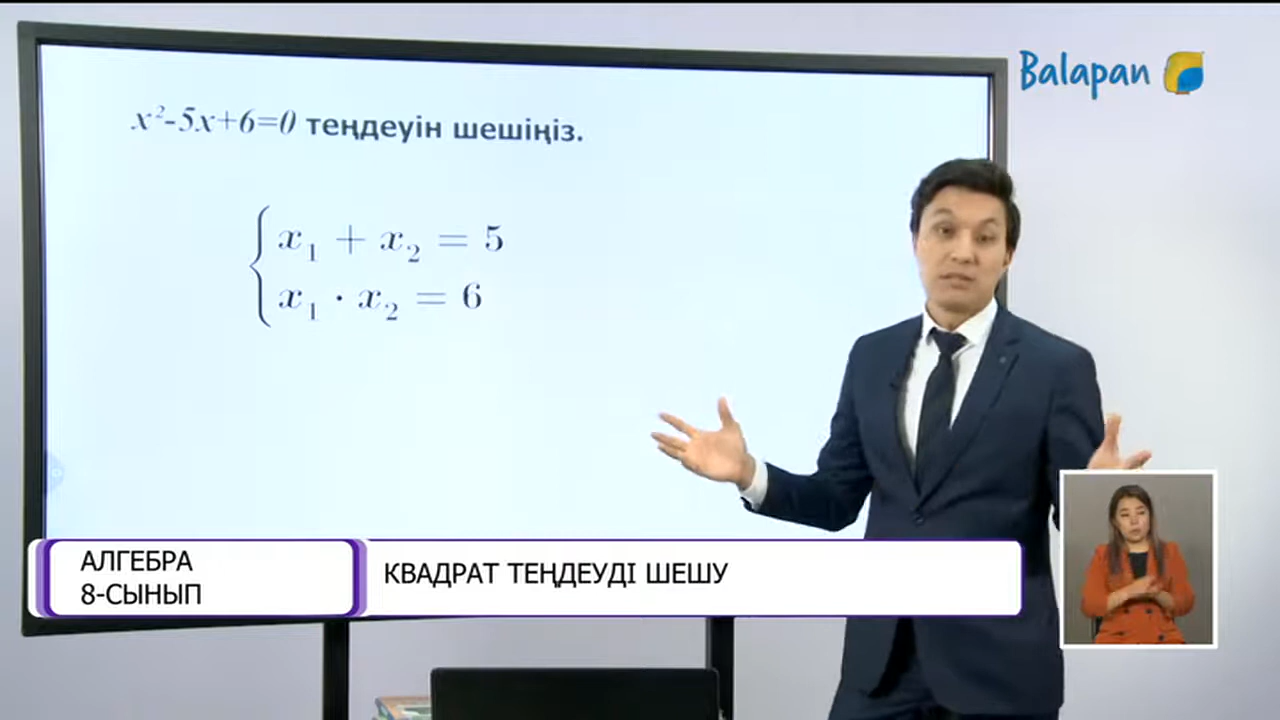 Balapan
x²-5x+6=0 теңдеуін шешіңіз.
x₁ + x₂ = 5
x₁ · x₂ = 6
АЛГЕБРА
8-СЫНЫП
КВАДРАТ ТЕҢДЕУДІ ШЕШУ